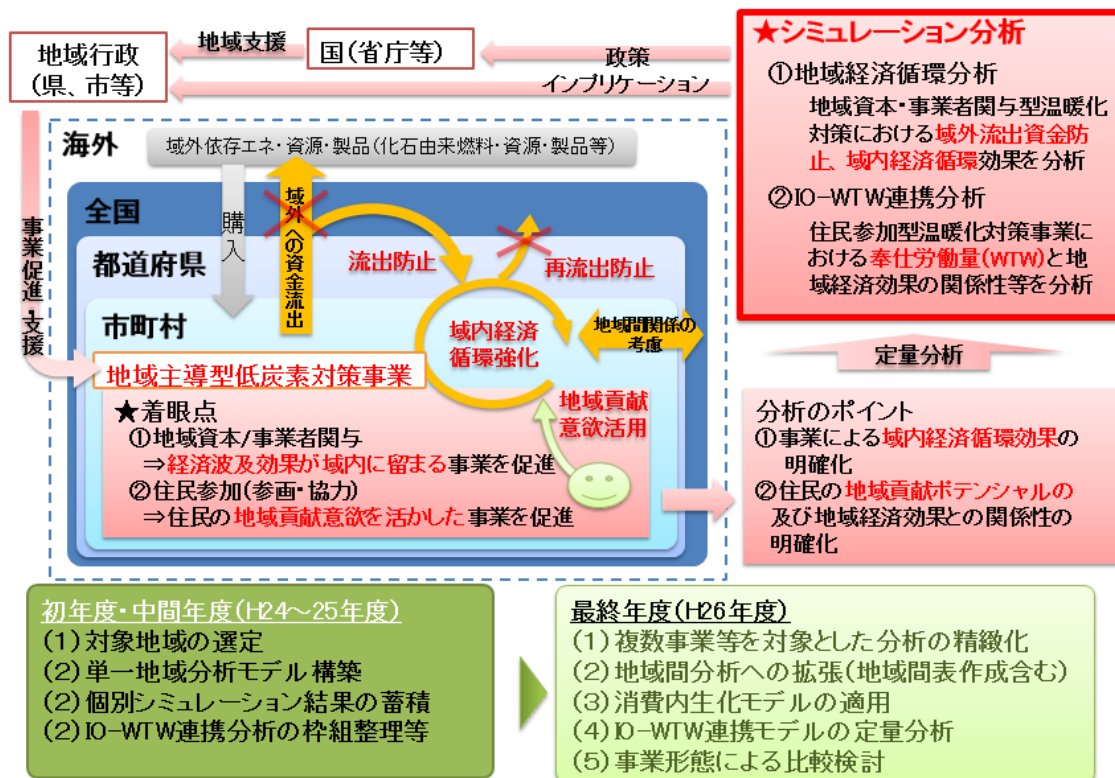 地域行政
(県、市等)
地域支援
国(省庁等)
政策
インプリケーション
★シミュレーション分析
①地域経済循環分析
地域資本・事業者関与型温暖化
対策における域外流出資金防
止、域内経済循環効果を分析
②IO-WTW連携分析
住民参加型温暖化対策事業に
おける奉仕労働量(WTW)と地
域経済効果の関係性等を分析
海外
域外依存エネ・資源・製品(化石由来燃料・資源・製品等)
事業促進・支援
全国
購入
域外への資金流出
都道府県
流出防止
再流出防止
市町村
域内経済
循環強化
地域間関係の
考慮
定量分析
地域主導型低炭素対策事業
地域貢献
意欲活用
★着眼点
①地域資本/事業者関与
⇒経済波及効果が域内に留まる事業を促進
②住民参加(参画・協力)
⇒住民の地域貢献意欲を活かした事業を促進
分析のポイント
①事業による域内経済循環効果の
明確化
②住民の地域貢献ポテンシャルの
及び地域経済効果との関係性の
明確化
初年度・中間年度(H24～25年度)
(1)対象地域の選定
(2)単一地域分析モデル構築
(2)個別シミュレーション結果の蓄積
(2)IO-WTW連携分析の枠組整理等
最終年度(H26年度)
(1)複数事業等を対象とした分析の精緻化
(2)地域間分析への拡張(地域間表作成含む)
(3)消費内生化モデルの適用
(4)IO-WTW連携モデルの定量分析
(5)事業形態による比較検討